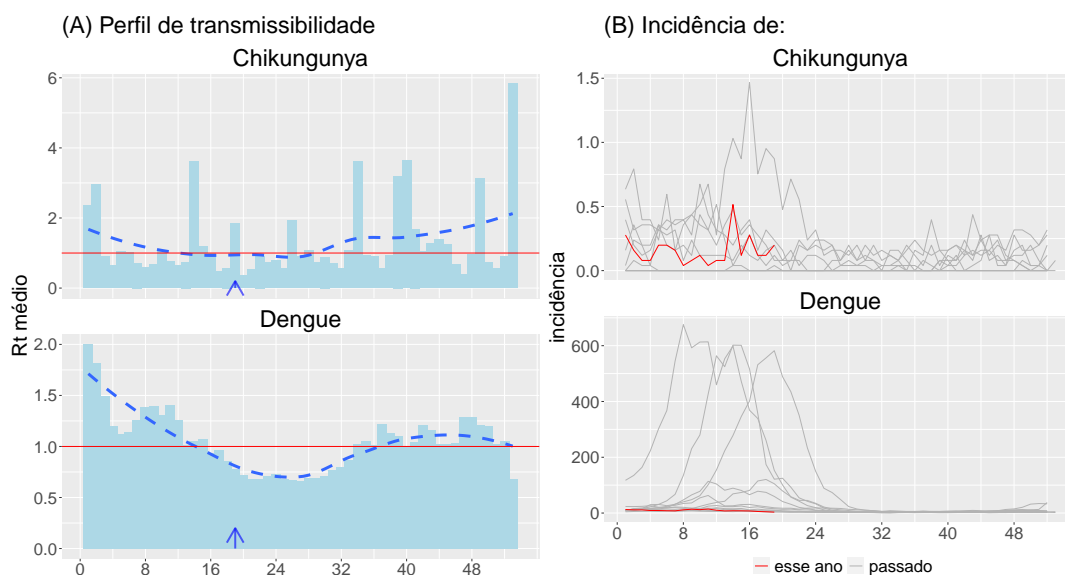 (A) Perfil de transmissibilidade
Chikungunya
6
4
2
0
Dengue
2.0
1.5
1.0
0.5
0.0
0 8 16 24 32 40 48
Rt médio
(B) Incidência de:
Chikungunya
1.5
1.0
0.5
0.0
Dengue
600
400
200
0
0 8 16 24 32 40 48
incidência
esse ano passado